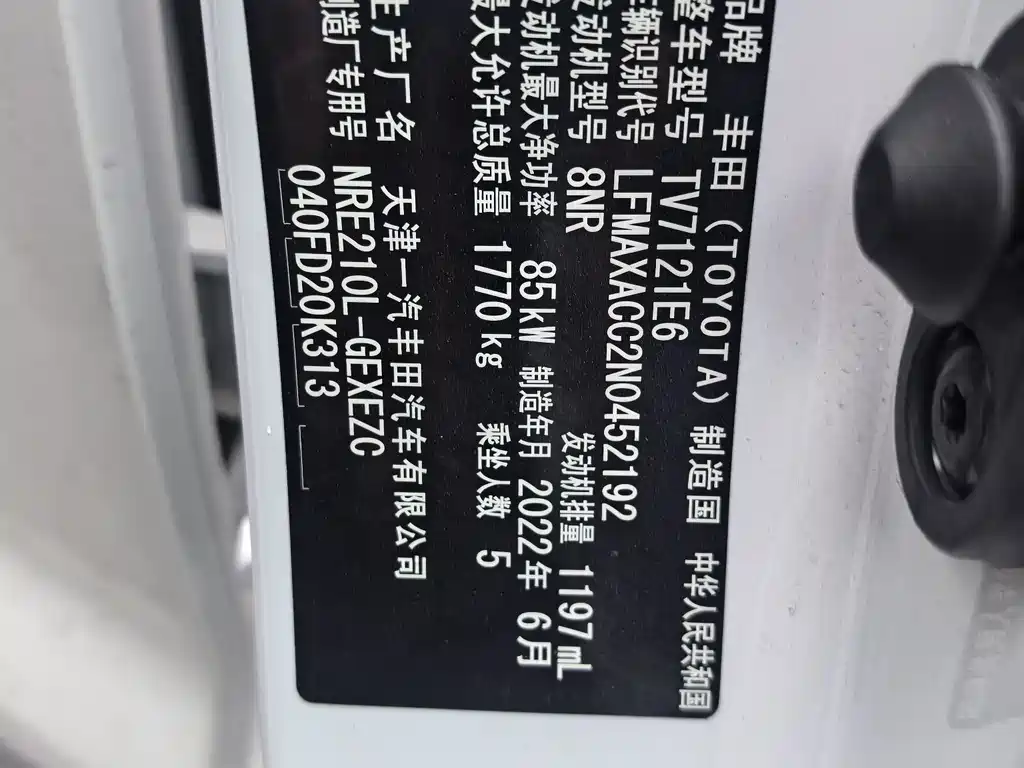 品牌 丰田（TOYOTA） 制造国 中华人民共和国
整车型号 TV7121E6
车辆识别代号 LFMAXACC2N0452192
发动机型号 8NR 发动机排量 1197mL
发动机最大净功率 85kW 制造年月 2022年 6月
最大允许总质量 1770kg 乘坐人数 5
生产厂名 天津一汽丰田汽车有限公司
制造厂专用号 NRE210L-GEXEZC
040FD20K313